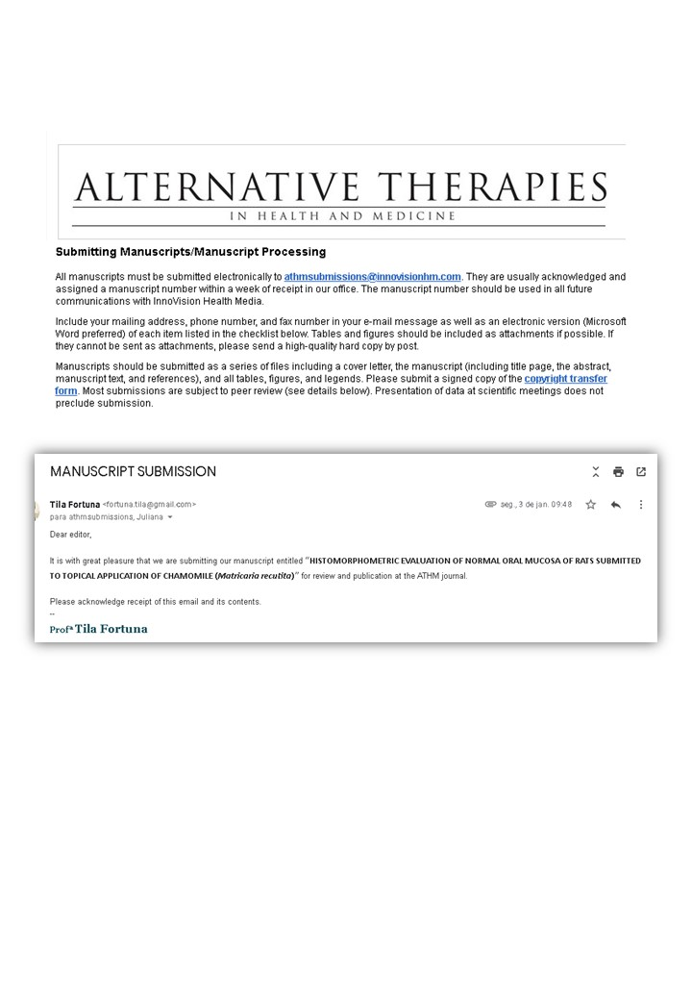 ALTERNATIVE THERAPIES
IN HEALTH AND MEDICINE
Submitting Manuscripts/Manuscript Processing
All manuscripts must be submitted electronically to athmsubmissions@innovisionhm.com. They are usually acknowledged and
assigned a manuscript number within a week of receipt in our office. The manuscript number should be used in all future
communications with InnoVision Health Media.
Include your mailing address, phone number, and fax number in your e-mail message as well as an electronic version (Microsoft
Word preferred) of each item listed in the checklist below. Tables and figures should be included as attachments if possible. If
they cannot be sent as attachments, please send a high-quality hard copy by post.
Manuscripts should be submitted as a series of files including a cover letter, the manuscript (including title page, the abstract,
manuscript text, and references), and all tables, figures, and legends. Please submit a signed copy of the copyright transfer
form. Most submissions are subject to peer review (see details below). Presentation of data at scientific meetings does not
preclude submission.
MANUSCRIPT SUBMISSION
Tila Fortuna <fortuna.tila@gmail.com> seg., 3 de jan. 09:48
para athmsubmissions, Juliana
Dear editor,
It is with great pleasure that we are submitting our manuscript entitled "HISTOMORPHOMETRIC EVALUATION OF NORMAL ORAL MUCOSA OF RATS SUBMITTED
TO TOPICAL APPLICATION OF CHAMOMILE (Matricaria recutita)" for review and publication at the ATHM journal.
Please acknowledge receipt of this email and its contents.
--
Profª Tila Fortuna